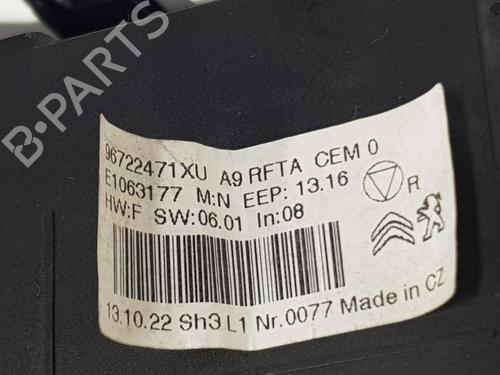 B-PARTS
96722471XU A9 RFTA CEM 0
E1063177 M:N EEP: 13.16
HW:F SW:06.01 In:08
R
13.10.22 Sh3 L1 Nr.0077 Made in CZ